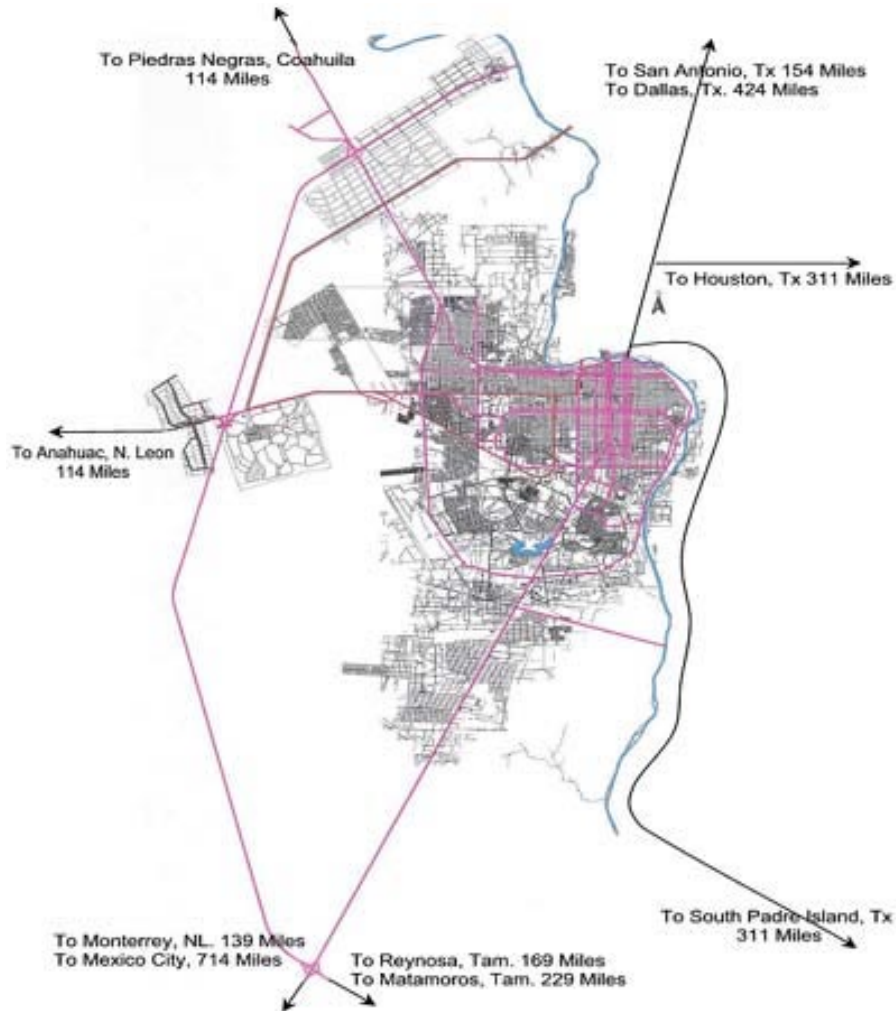 To Piedras Negras, Coahuila
114 Miles
To San Antonio, Tx 154 Miles
To Dallas, Tx. 424 Miles
To Houston, Tx 311 Miles
To Anahuac, N. Leon
114 Miles
To South Padre Island, Tx
311 Miles
To Monterrey, NL. 139 Miles
To Mexico City, 714 Miles
To Reynosa, Tam. 169 Miles
To Matamoros, Tam. 229 Miles